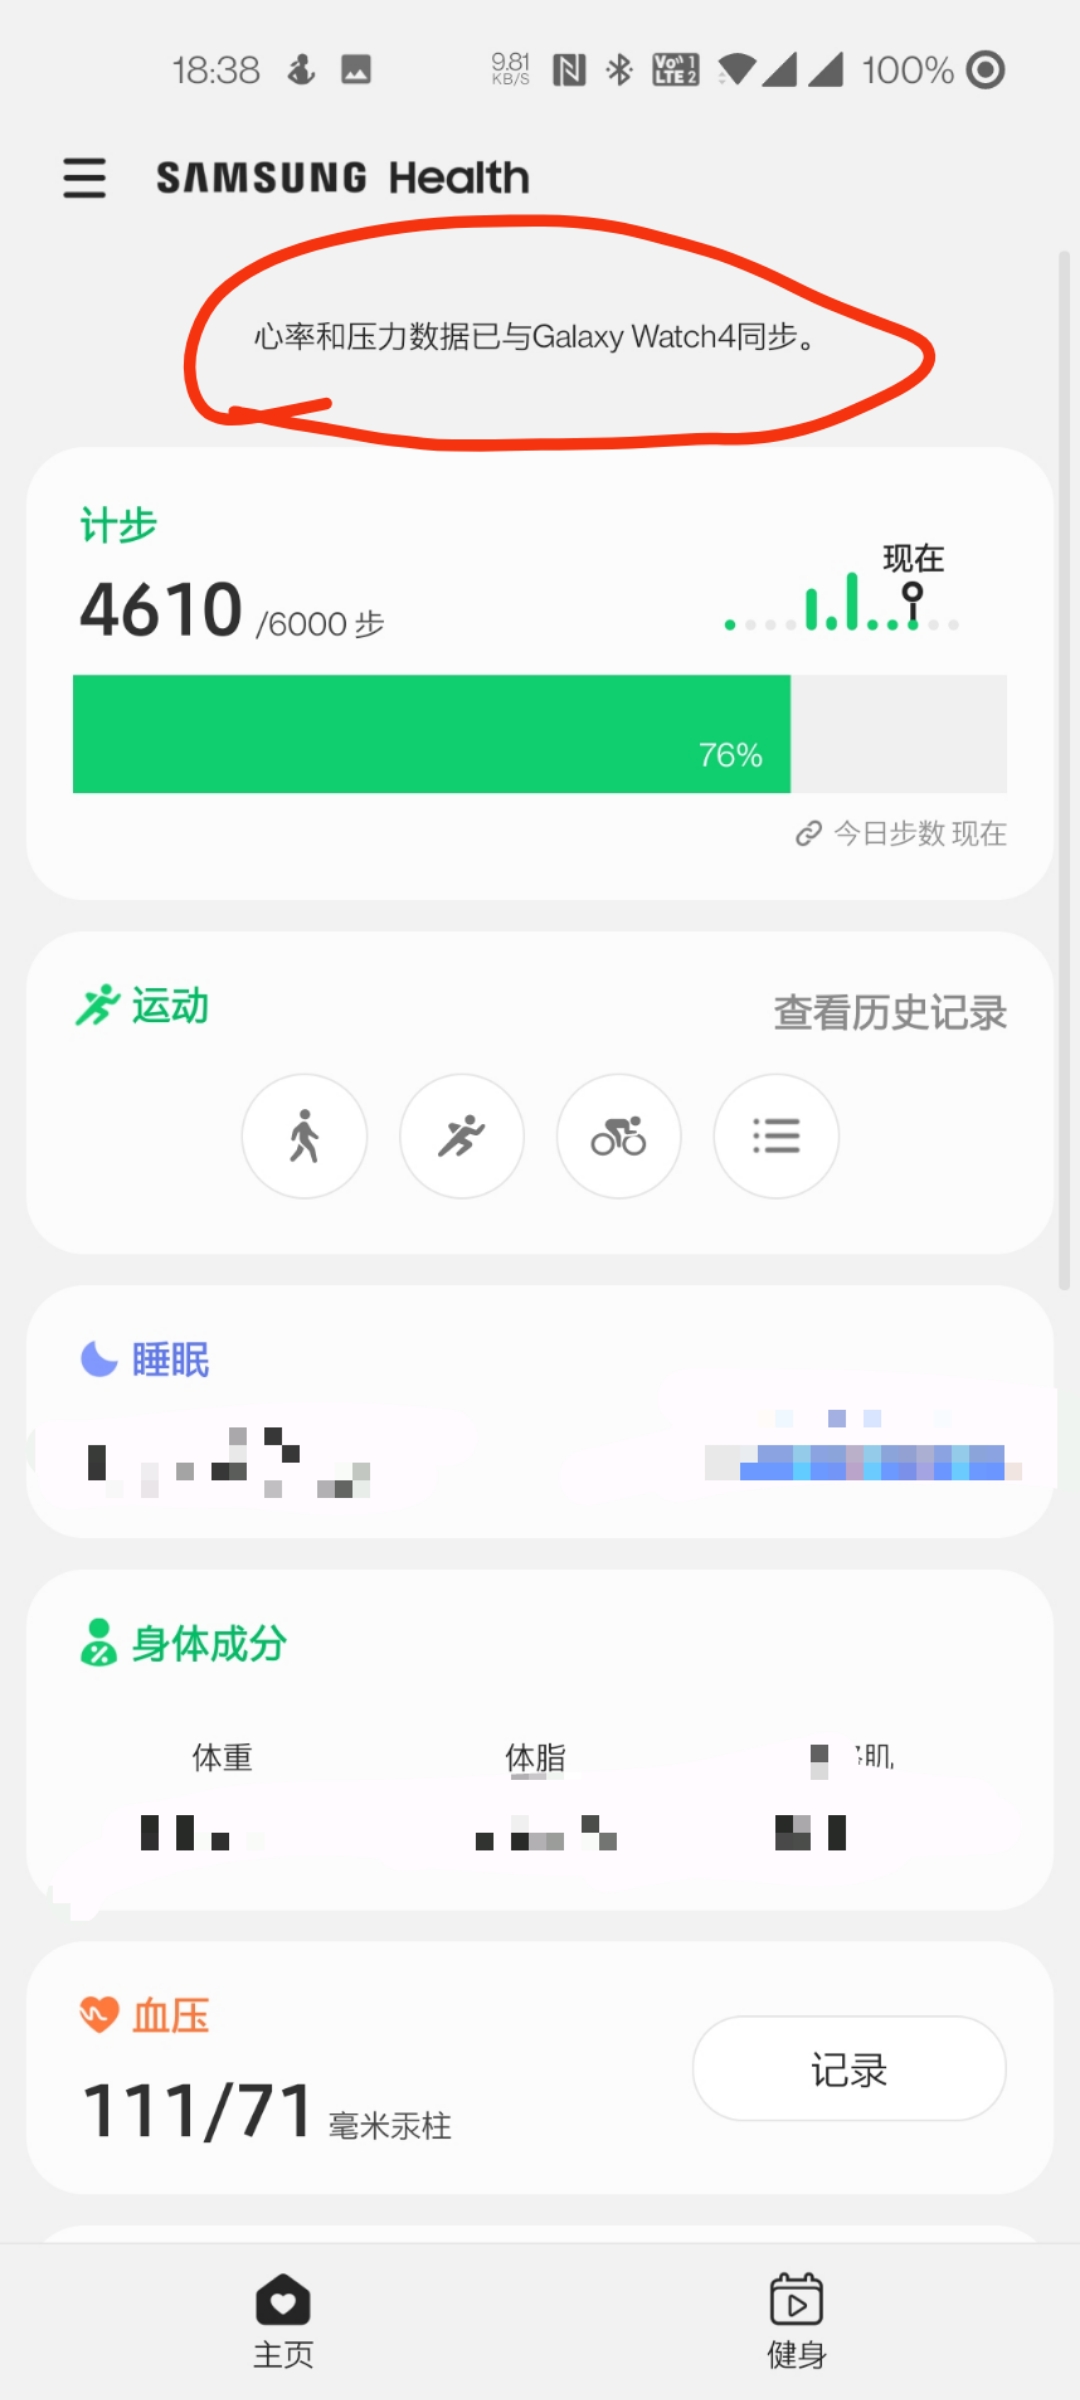 18:38 9.81 KB/S Vo 1 LTE 2 100%
SAMSUNG Health
心率和压力数据已与Galaxy Watch4同步。
计步
现在
4610 /6000 步
76%
今日步数 现在
运动 查看历史记录
睡眠
身体成分
体重 体脂
血压
111/71 毫米汞柱 记录
主页 健身